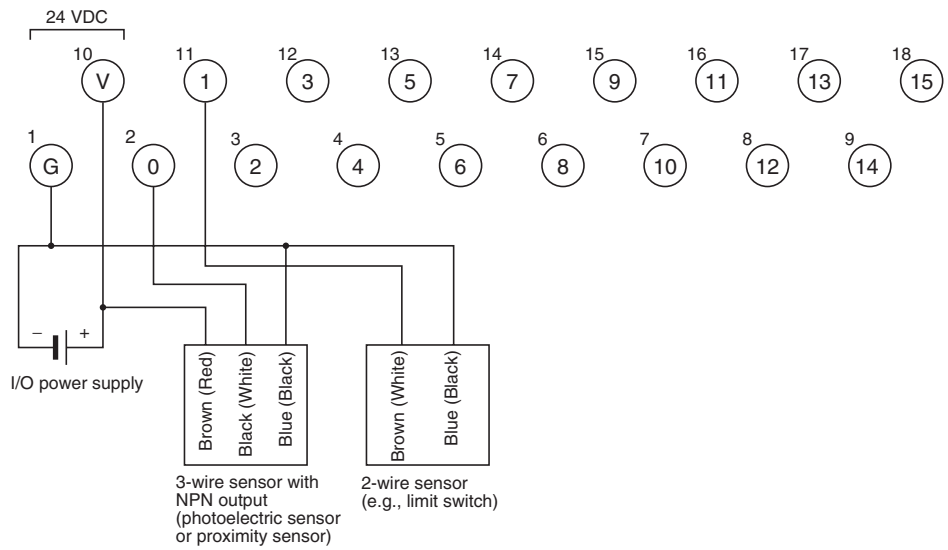 24 VDC
10 11 12 13 14 15 16 17 18
V 1 3 5 7 9 11 13 15
1 2 3 4 5 6 7 8 9
G 0 2 4 6 8 10 12 14
− +
I/O power supply
Brown (Red)
Black (White)
Blue (Black)
Brown (White)
Blue (Black)
3-wire sensor with
NPN output
(photoelectric sensor
or proximity sensor)
2-wire sensor
(e.g., limit switch)